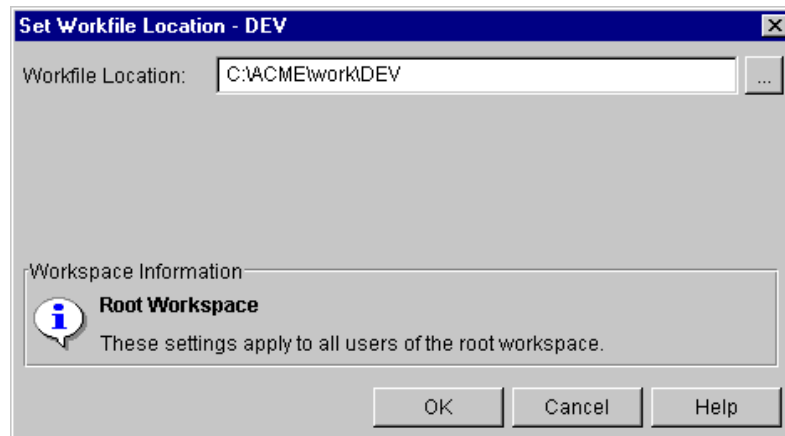 Set Workfile Location - DEV
Workfile Location: C:\ACME\work\DEV ...
Workspace Information
Root Workspace
These settings apply to all users of the root workspace.
OK Cancel Help